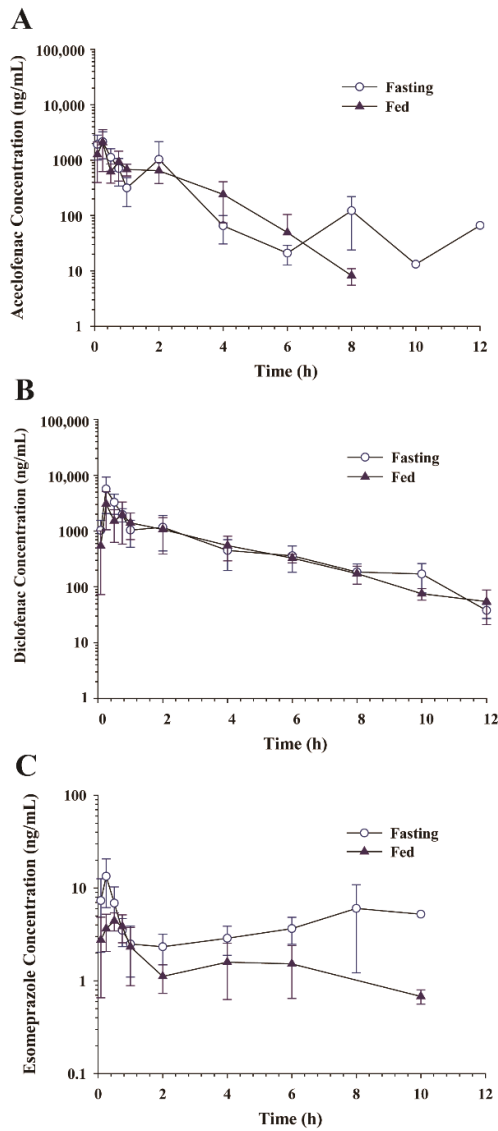 A
Aceclofenac Concentration (ng/mL)
100,000
10,000
1000
100
10
1
Fasting
Fed
0 2 4 6 8 10 12
Time (h)
B
Diclofenac Concentration (ng/mL)
100,000
10,000
1000
100
10
1
Fasting
Fed
0 2 4 6 8 10 12
Time (h)
C
Esomeprazole Concentration (ng/mL)
100
10
1
0.1
Fasting
Fed
0 2 4 6 8 10 12
Time (h)